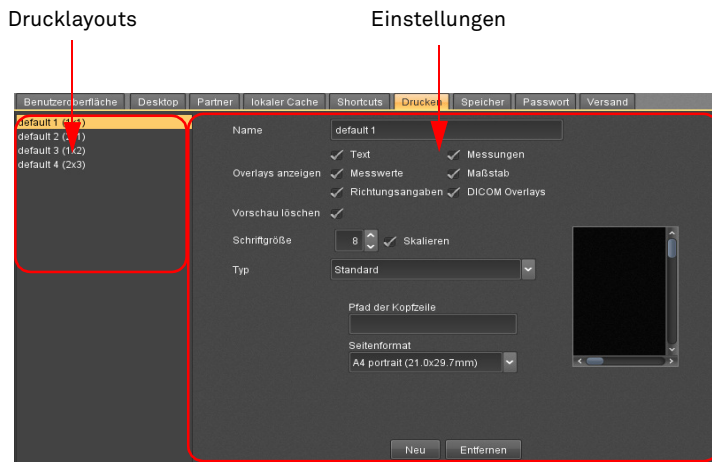 Drucklayouts
Einstellungen
Benutzeroberfläche Desktop Partner lokaler Cache Shortcuts Drucken Speicher Passwort Versand
default 1 (1x1)
default 2 (2x1)
default 3 (1x2)
default 4 (2x3)
Name default 1
Overlays anzeigen
Text Messungen
Messwerte Maßstab
Richtungsangaben DICOM Overlays
Vorschau löschen
Schriftgröße 8 Skalieren
Typ Standard
Pfad der Kopfzeile
Seitenformat
A4 portrait (21.0x29.7mm)
Neu Entfernen